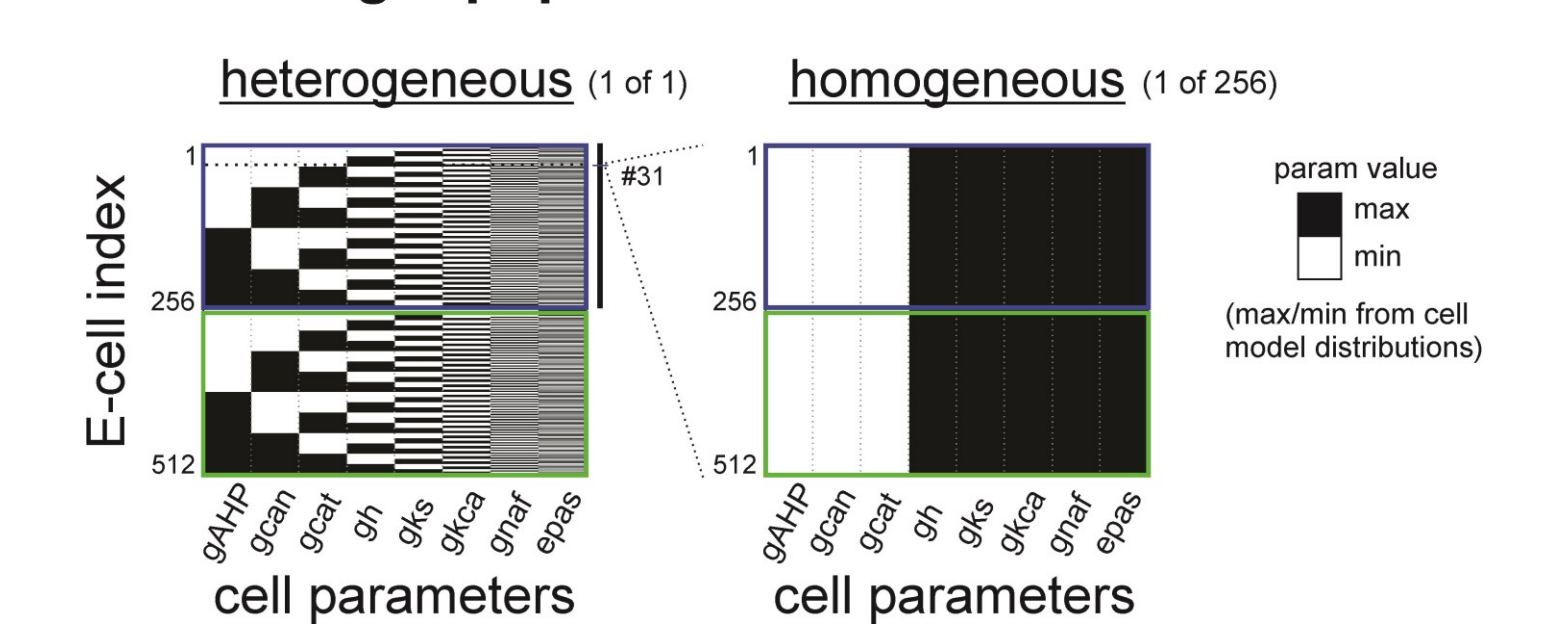 heterogeneous (1 of 1)
homogeneous (1 of 256)
E-cell index
1
256
512
#31
gAHP
gcan
gcat
gh
gks
gkca
gnaf
epas
cell parameters
1
256
512
gAHP
gcan
gcat
gh
gks
gkca
gnaf
epas
cell parameters
param value
max
min
(max/min from cell
model distributions)